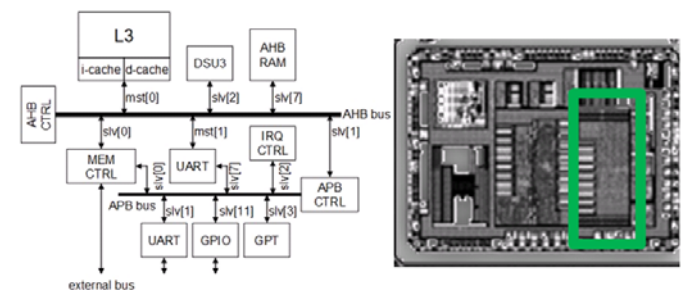 L3
i-cache d-cache
DSU3
AHB
RAM
AHB
CTRL
mst[0]
slv[2]
slv[7]
AHB bus
slv[0]
mst[1]
slv[1]
MEM
CTRL
slv[0]
UART
slv[7]
IRQ
CTRL
slv[2]
APB
CTRL
APB bus
slv[1]
slv[11]
slv[3]
UART
GPIO
GPT
external bus